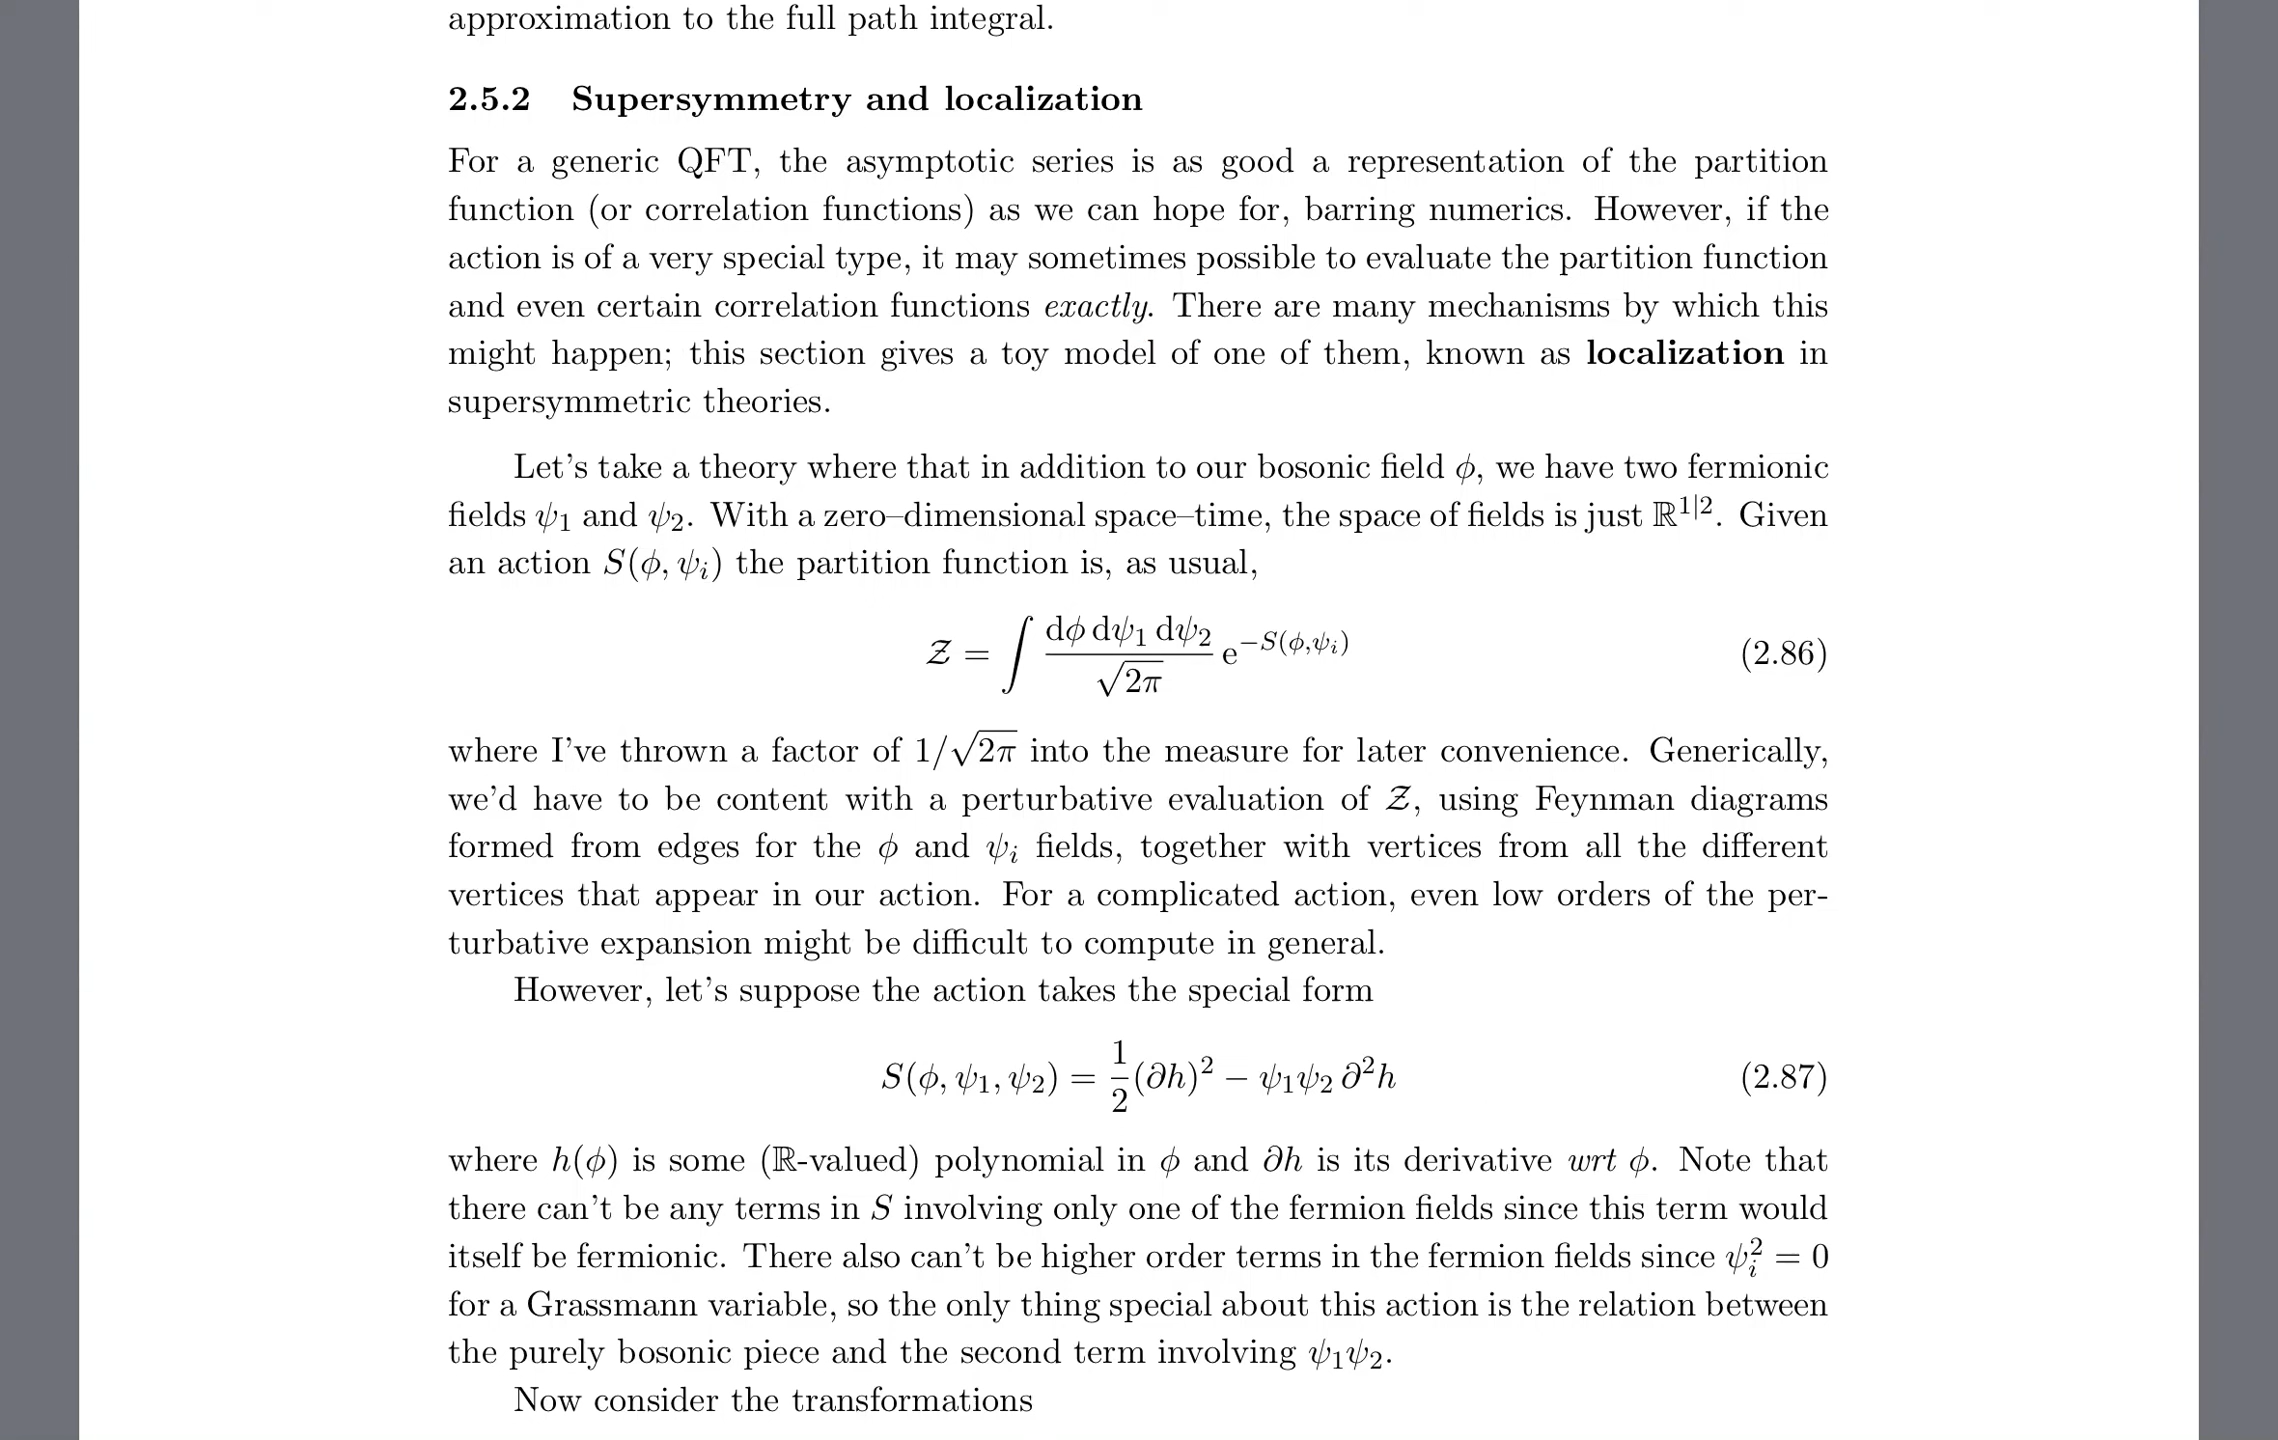 approximation to the full path integral.
2.5.2 Supersymmetry and localization
For a generic QFT, the asymptotic series is as good a representation of the partition
function (or correlation functions) as we can hope for, barring numerics. However, if the
action is of a very special type, it may sometimes possible to evaluate the partition function
and even certain correlation functions exactly. There are many mechanisms by which this
might happen; this section gives a toy model of one of them, known as localization in
supersymmetric theories.
Let's take a theory where that in addition to our bosonic field ϕ, we have two fermionic
fields ψ₁ and ψ₂. With a zero–dimensional space–time, the space of fields is just ℝ^{1|2}. Given
an action S(ϕ, ψᵢ) the partition function is, as usual,
𝒵 = ∫ (dϕ dψ₁ dψ₂)/√(2π) e^{−S(ϕ,ψᵢ)} (2.86)
where I've thrown a factor of 1/√2π into the measure for later convenience. Generically,
we'd have to be content with a perturbative evaluation of 𝒵, using Feynman diagrams
formed from edges for the ϕ and ψᵢ fields, together with vertices from all the different
vertices that appear in our action. For a complicated action, even low orders of the per-
turbative expansion might be difficult to compute in general.
However, let's suppose the action takes the special form
S(ϕ, ψ₁, ψ₂) = 1/2 (∂h)² − ψ₁ψ₂ ∂²h (2.87)
where h(ϕ) is some (ℝ-valued) polynomial in ϕ and ∂h is its derivative wrt ϕ. Note that
there can't be any terms in S involving only one of the fermion fields since this term would
itself be fermionic. There also can't be higher order terms in the fermion fields since ψᵢ² = 0
for a Grassmann variable, so the only thing special about this action is the relation between
the purely bosonic piece and the second term involving ψ₁ψ₂.
Now consider the transformations